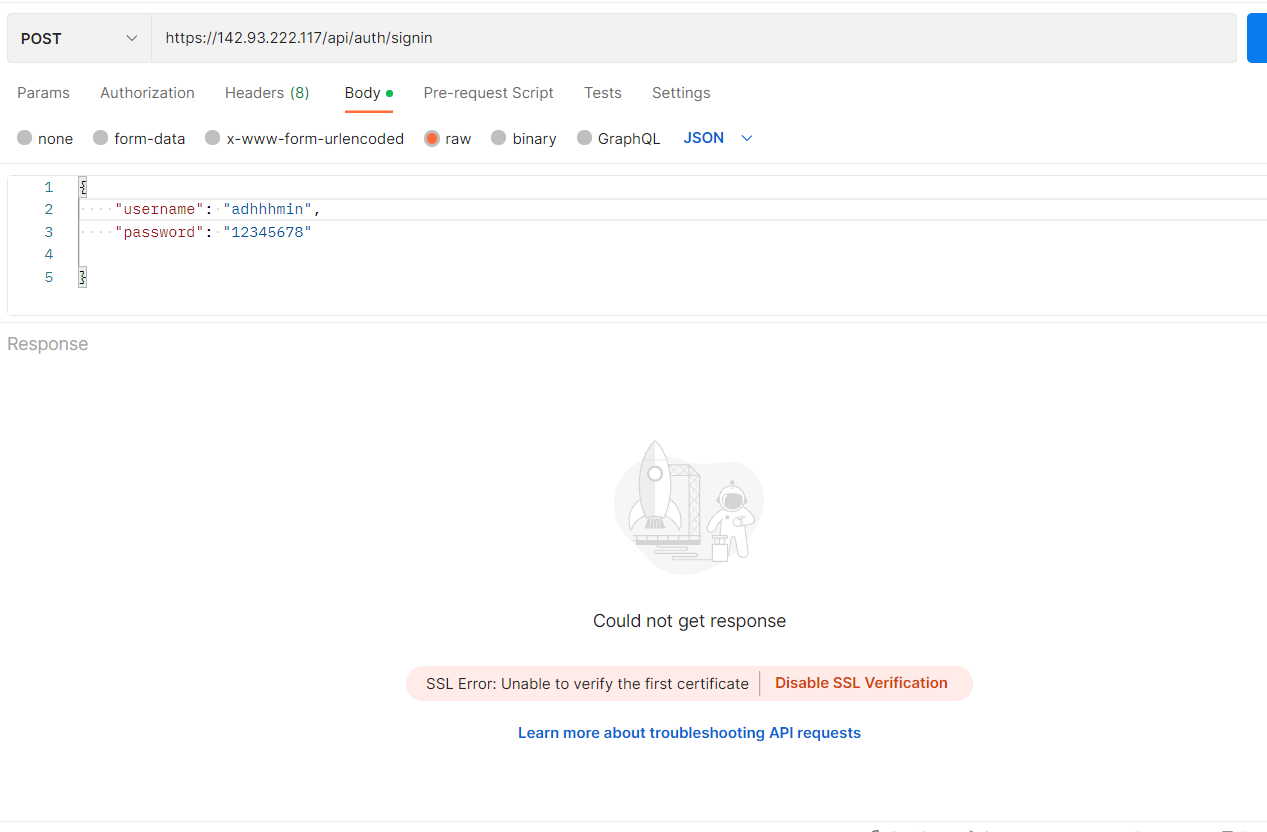 POST https://142.93.222.117/api/auth/signin
Params Authorization Headers (8) Body Pre-request Script Tests Settings
none form-data x-www-form-urlencoded raw binary GraphQL JSON
1 {
2 ····"username":·"adhhhmin",
3 ····"password":·"12345678"
4
5 }
Response
Could not get response
SSL Error: Unable to verify the first certificate Disable SSL Verification
Learn more about troubleshooting API requests